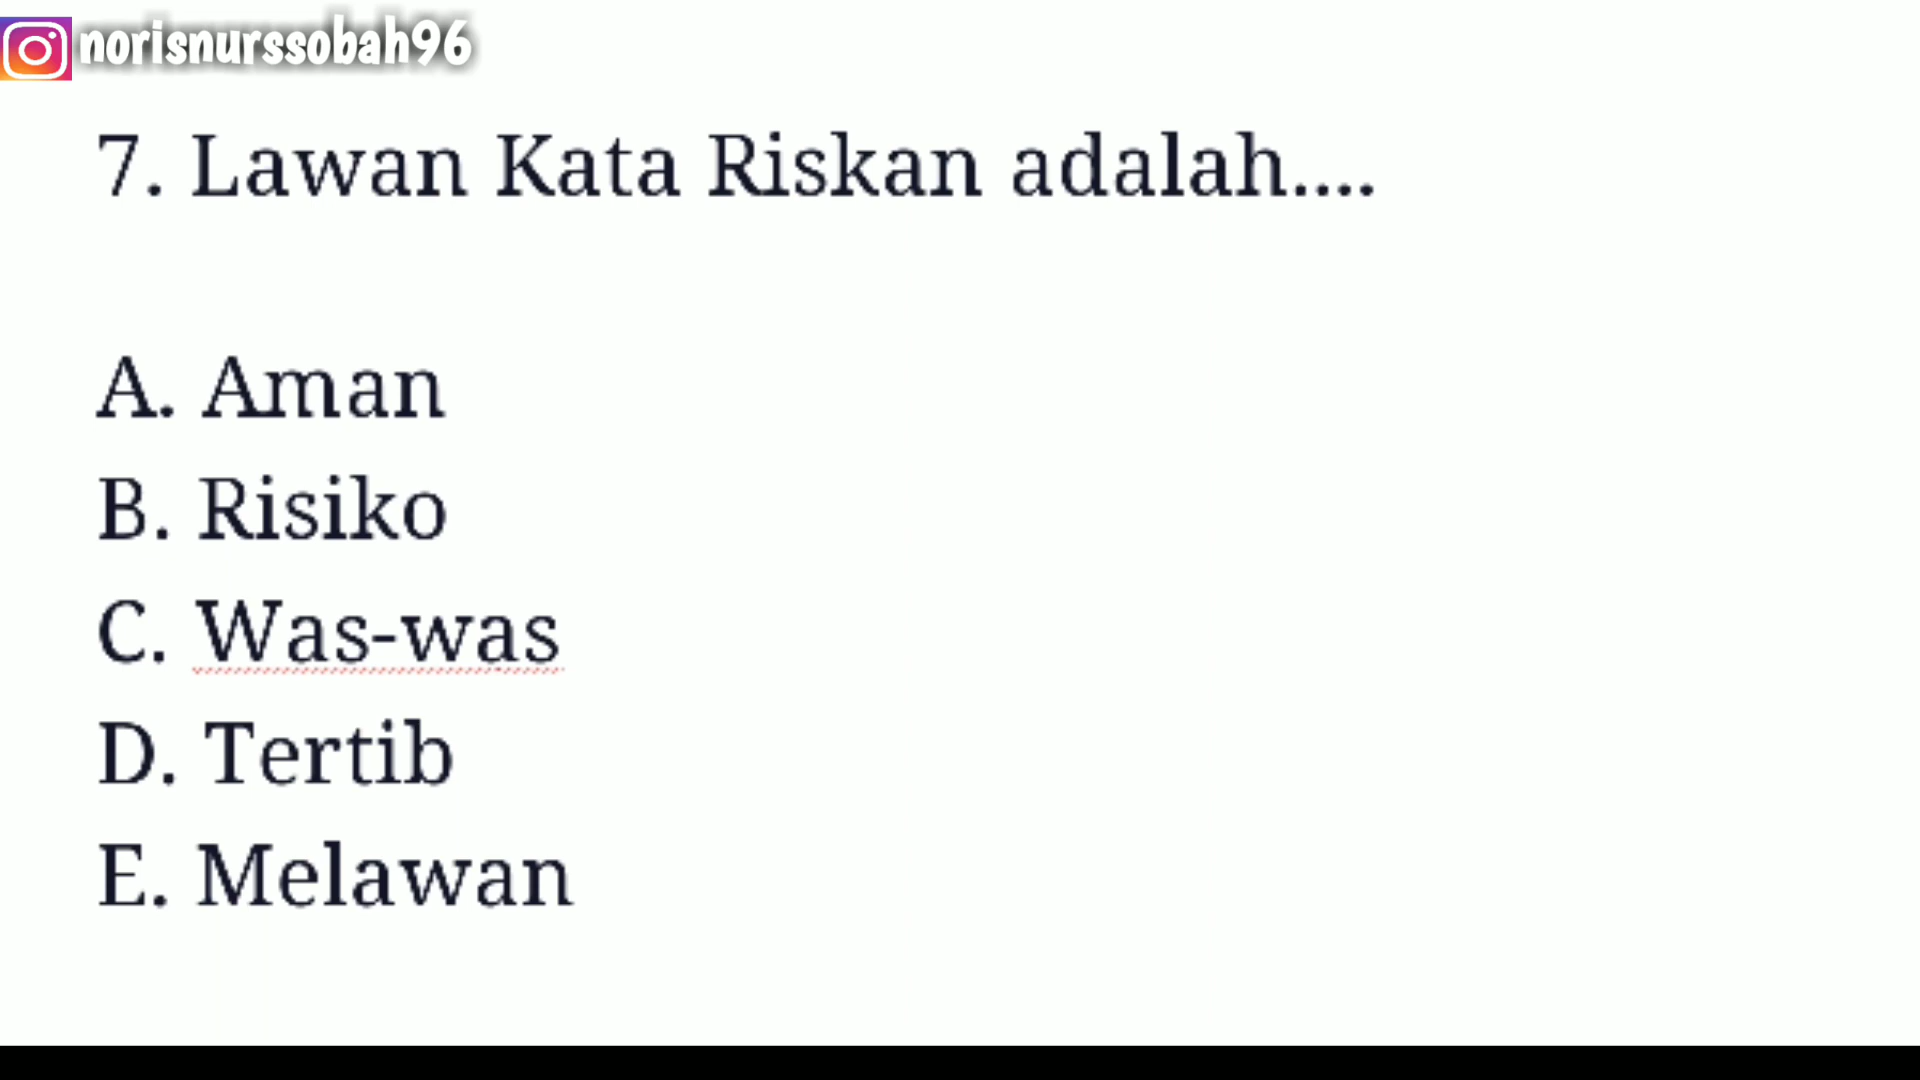 norisnurssobah96
7. Lawan Kata Riskan adalah....
A. Aman
B. Risiko
C. Was-was
D. Tertib
E. Melawan